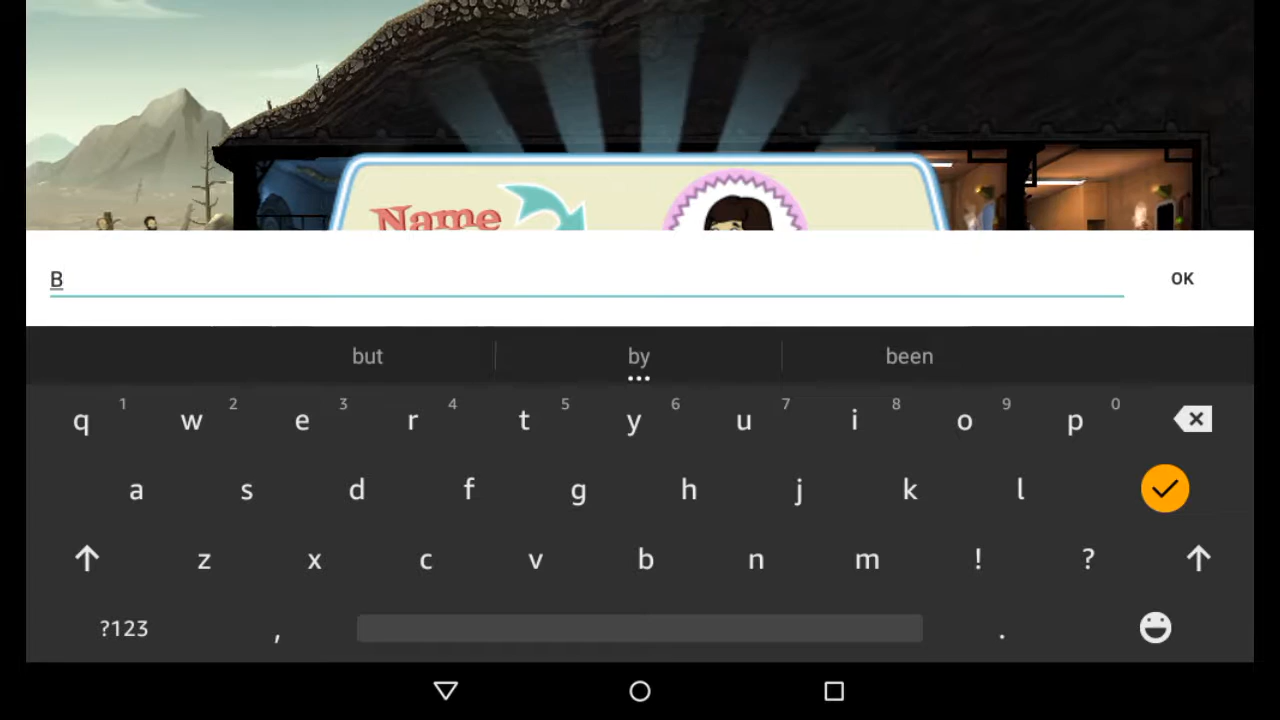 Name
B
OK
but by been
1 2 3 4 5 6 7 8 9 0
q w e r t y u i o p
a s d f g h j k l
z x c v b n m ! ?
?123 , .